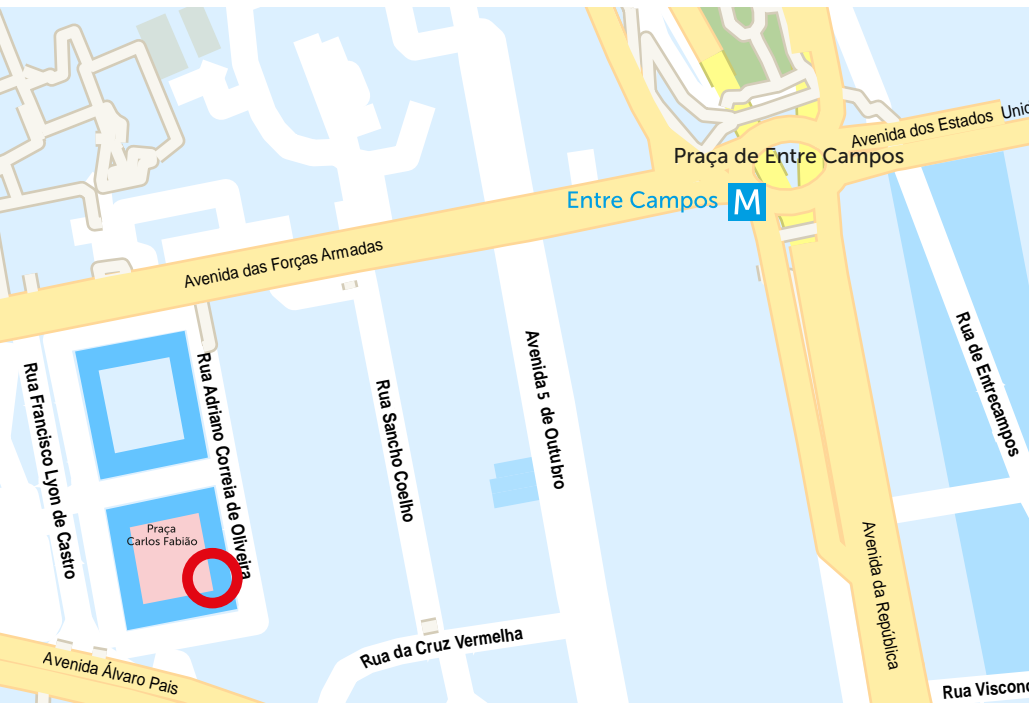 Avenida dos Estados Unid
Praça de Entre Campos
Entre Campos M
Avenida das Forças Armadas
Rua de Entrecampos
Avenida 5 de Outubro
Rua Adriano Correia de Oliveira
Rua Francisco Lyon de Castro
Rua Sancho Coelho
Praça
Carlos Fabião
Avenida da República
Rua da Cruz Vermelha
Avenida Álvaro Pais
Rua Viscond